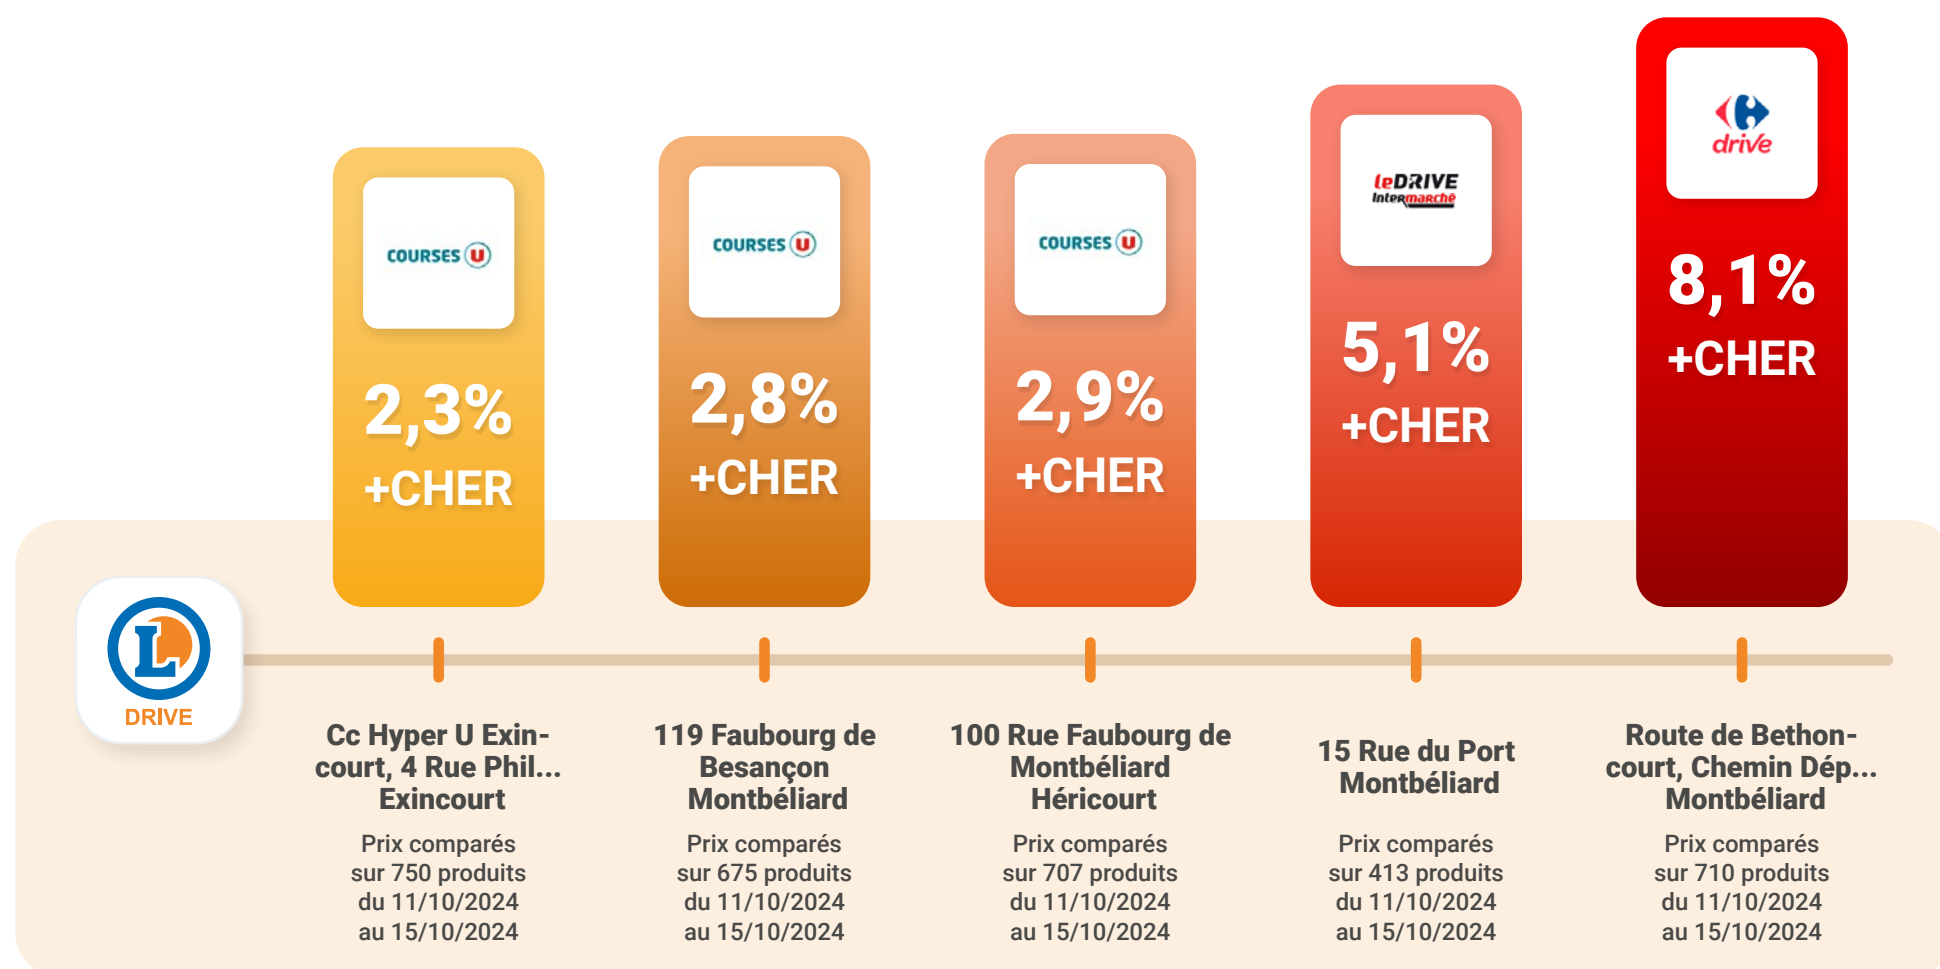 COURSES U
2,3%
+CHER
COURSES U
2,8%
+CHER
COURSES U
2,9%
+CHER
leDRIVE
Intermarché
5,1%
+CHER
drive
8,1%
+CHER
L
DRIVE
Cc Hyper U Exin-
court, 4 Rue Phil...
Exincourt
Prix comparés
sur 750 produits
du 11/10/2024
au 15/10/2024
119 Faubourg de
Besançon
Montbéliard
Prix comparés
sur 675 produits
du 11/10/2024
au 15/10/2024
100 Rue Faubourg de
Montbéliard
Héricourt
Prix comparés
sur 707 produits
du 11/10/2024
au 15/10/2024
15 Rue du Port
Montbéliard
Prix comparés
sur 413 produits
du 11/10/2024
au 15/10/2024
Route de Bethon-
court, Chemin Dép...
Montbéliard
Prix comparés
sur 710 produits
du 11/10/2024
au 15/10/2024